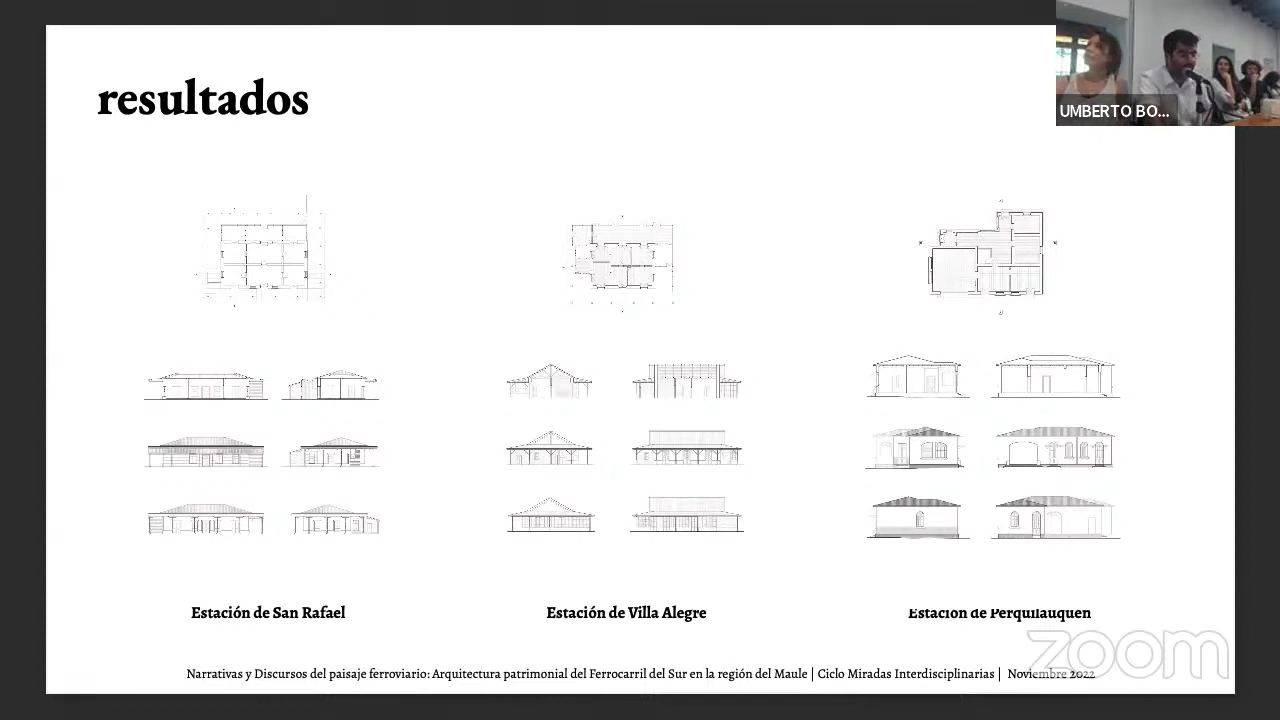 resultados
UMBERTO BO...
Estación de San Rafael
Estación de Villa Alegre
Estación de Perquilauquén
Narrativas y Discursos del paisaje ferroviario: Arquitectura patrimonial del Ferrocarril del Sur en la región del Maule | Ciclo Miradas Interdisciplinarias | Noviembre 2022
zoom